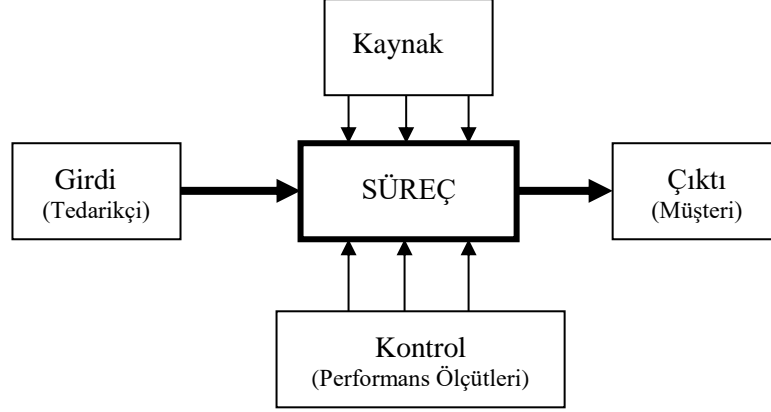 Kaynak
Girdi
(Tedarikçi)
SÜREÇ
Çıktı
(Müşteri)
Kontrol
(Performans Ölçütleri)